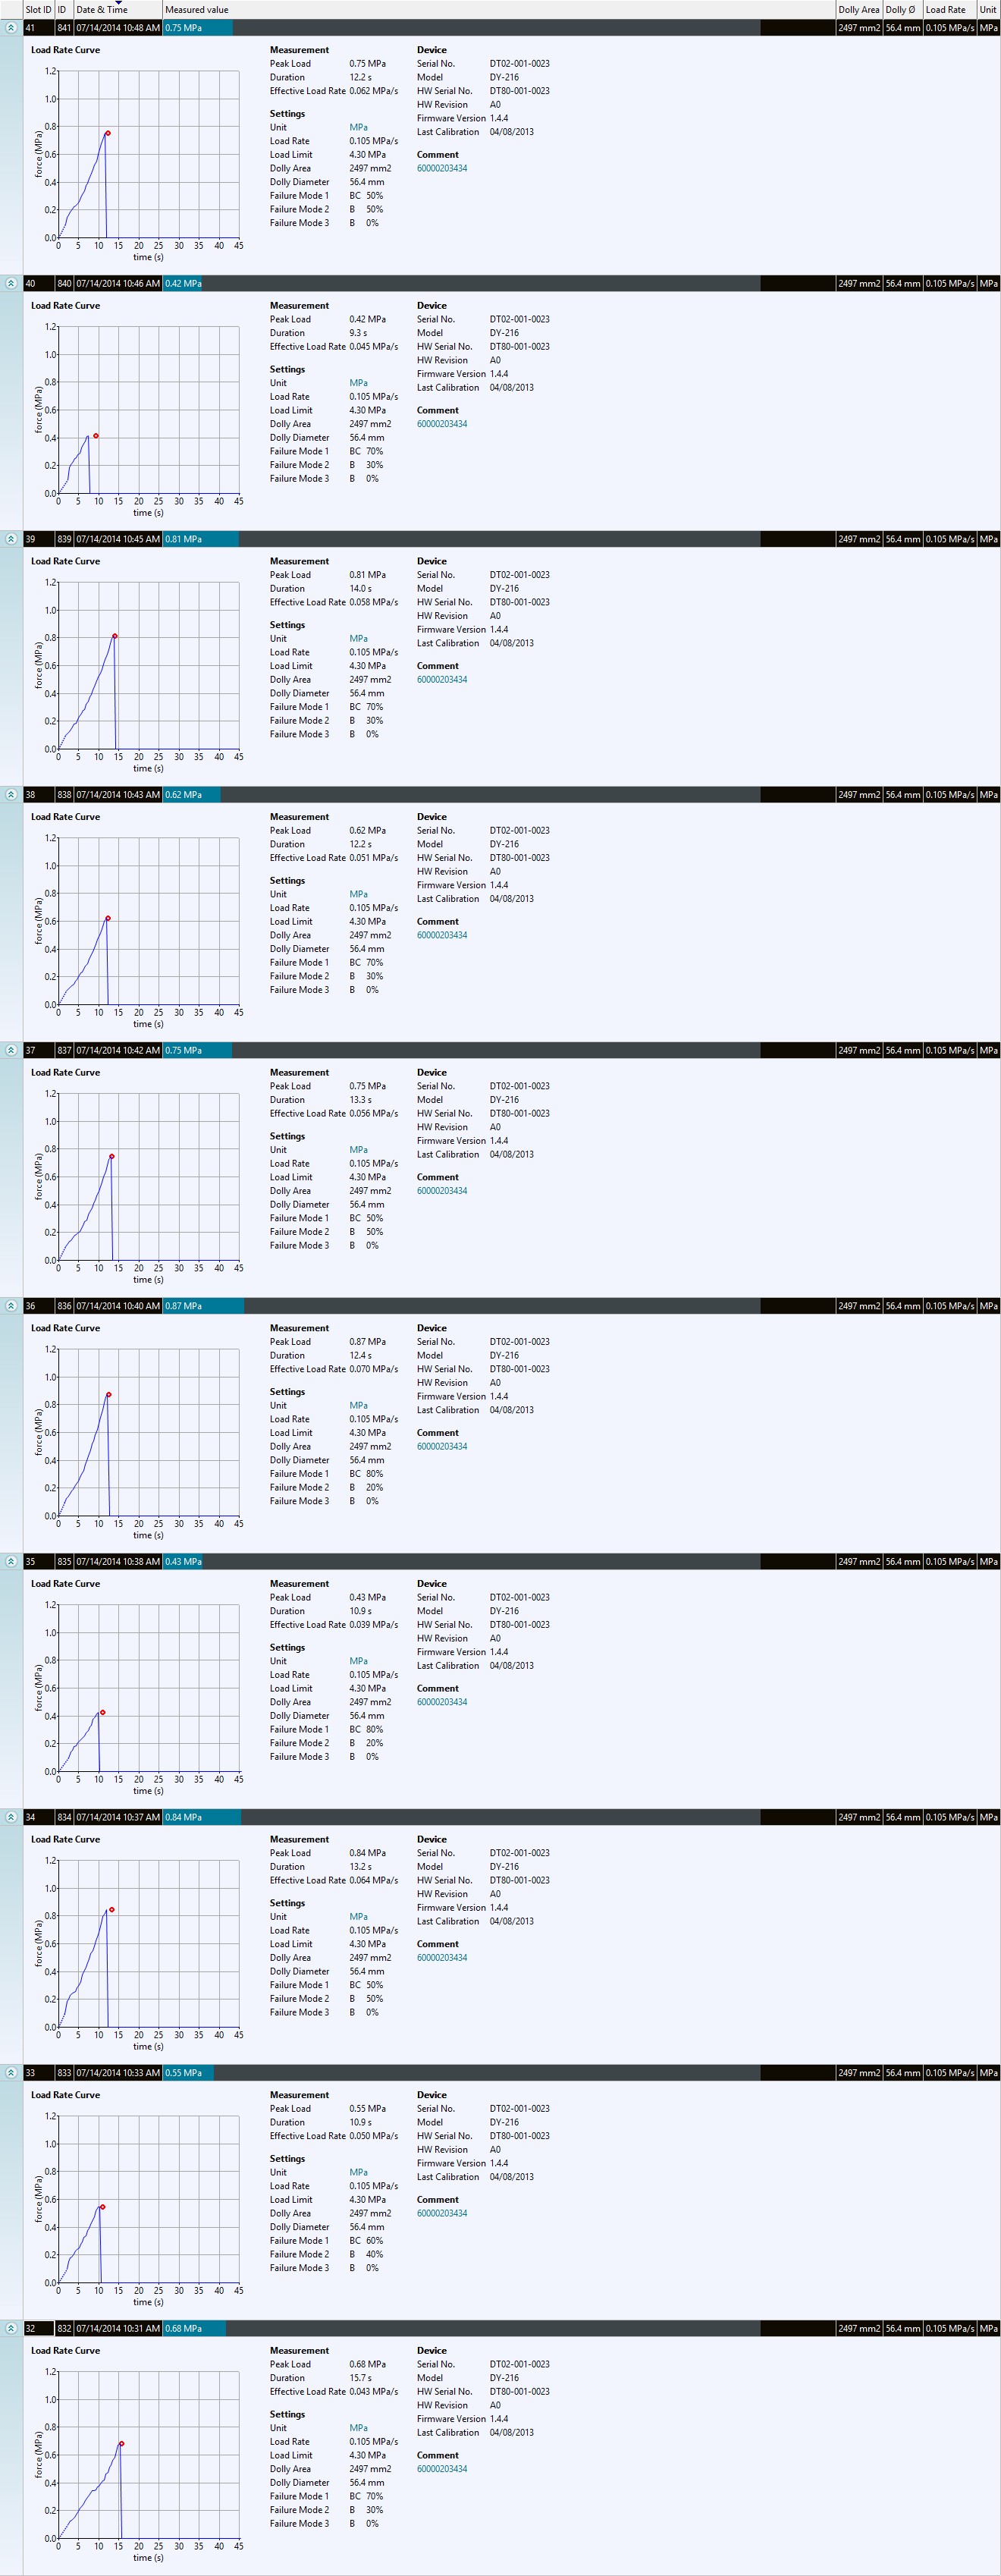 Slot ID ID Date & Time Measured value Dolly Area Dolly Ø Load Rate Unit
41 841 07/14/2014 10:48 AM 0.75 MPa 2497 mm2 56.4 mm 0.105 MPa/s MPa
Load Rate Curve Measurement Device
Peak Load 0.75 MPa Serial No. DT02-001-0023
1.2 Duration 12.2 s Model DY-216
Effective Load Rate 0.062 MPa/s HW Serial No. DT80-001-0023
1.0 HW Revision A0
Settings Firmware Version 1.4.4
0.8 Unit MPa Last Calibration 04/08/2013
force (MPa) Load Rate 0.105 MPa/s
0.6 Load Limit 4.30 MPa Comment
Dolly Area 2497 mm2 60000203434
0.4 Dolly Diameter 56.4 mm
Failure Mode 1 BC 50%
0.2 Failure Mode 2 B 50%
Failure Mode 3 B 0%
0.0
0 5 10 15 20 25 30 35 40 45
time (s)
40 840 07/14/2014 10:46 AM 0.42 MPa 2497 mm2 56.4 mm 0.105 MPa/s MPa
Load Rate Curve Measurement Device
Peak Load 0.42 MPa Serial No. DT02-001-0023
1.2 Duration 9.3 s Model DY-216
Effective Load Rate 0.045 MPa/s HW Serial No. DT80-001-0023
1.0 HW Revision A0
Settings Firmware Version 1.4.4
0.8 Unit MPa Last Calibration 04/08/2013
force (MPa) Load Rate 0.105 MPa/s
0.6 Load Limit 4.30 MPa Comment
Dolly Area 2497 mm2 60000203434
0.4 Dolly Diameter 56.4 mm
Failure Mode 1 BC 70%
0.2 Failure Mode 2 B 30%
Failure Mode 3 B 0%
0.0
0 5 10 15 20 25 30 35 40 45
time (s)
39 839 07/14/2014 10:45 AM 0.81 MPa 2497 mm2 56.4 mm 0.105 MPa/s MPa
Load Rate Curve Measurement Device
Peak Load 0.81 MPa Serial No. DT02-001-0023
1.2 Duration 14.0 s Model DY-216
Effective Load Rate 0.058 MPa/s HW Serial No. DT80-001-0023
1.0 HW Revision A0
Settings Firmware Version 1.4.4
0.8 Unit MPa Last Calibration 04/08/2013
force (MPa) Load Rate 0.105 MPa/s
0.6 Load Limit 4.30 MPa Comment
Dolly Area 2497 mm2 60000203434
0.4 Dolly Diameter 56.4 mm
Failure Mode 1 BC 70%
0.2 Failure Mode 2 B 30%
Failure Mode 3 B 0%
0.0
0 5 10 15 20 25 30 35 40 45
time (s)
38 838 07/14/2014 10:43 AM 0.62 MPa 2497 mm2 56.4 mm 0.105 MPa/s MPa
Load Rate Curve Measurement Device
Peak Load 0.62 MPa Serial No. DT02-001-0023
1.2 Duration 12.2 s Model DY-216
Effective Load Rate 0.051 MPa/s HW Serial No. DT80-001-0023
1.0 HW Revision A0
Settings Firmware Version 1.4.4
0.8 Unit MPa Last Calibration 04/08/2013
force (MPa) Load Rate 0.105 MPa/s
0.6 Load Limit 4.30 MPa Comment
Dolly Area 2497 mm2 60000203434
0.4 Dolly Diameter 56.4 mm
Failure Mode 1 BC 70%
0.2 Failure Mode 2 B 30%
Failure Mode 3 B 0%
0.0
0 5 10 15 20 25 30 35 40 45
time (s)
37 837 07/14/2014 10:42 AM 0.75 MPa 2497 mm2 56.4 mm 0.105 MPa/s MPa
Load Rate Curve Measurement Device
Peak Load 0.75 MPa Serial No. DT02-001-0023
1.2 Duration 13.3 s Model DY-216
Effective Load Rate 0.056 MPa/s HW Serial No. DT80-001-0023
1.0 HW Revision A0
Settings Firmware Version 1.4.4
0.8 Unit MPa Last Calibration 04/08/2013
force (MPa) Load Rate 0.105 MPa/s
0.6 Load Limit 4.30 MPa Comment
Dolly Area 2497 mm2 60000203434
0.4 Dolly Diameter 56.4 mm
Failure Mode 1 BC 50%
0.2 Failure Mode 2 B 50%
Failure Mode 3 B 0%
0.0
0 5 10 15 20 25 30 35 40 45
time (s)
36 836 07/14/2014 10:40 AM 0.87 MPa 2497 mm2 56.4 mm 0.105 MPa/s MPa
Load Rate Curve Measurement Device
Peak Load 0.87 MPa Serial No. DT02-001-0023
1.2 Duration 12.4 s Model DY-216
Effective Load Rate 0.070 MPa/s HW Serial No. DT80-001-0023
1.0 HW Revision A0
Settings Firmware Version 1.4.4
0.8 Unit MPa Last Calibration 04/08/2013
force (MPa) Load Rate 0.105 MPa/s
0.6 Load Limit 4.30 MPa Comment
Dolly Area 2497 mm2 60000203434
0.4 Dolly Diameter 56.4 mm
Failure Mode 1 BC 80%
0.2 Failure Mode 2 B 20%
Failure Mode 3 B 0%
0.0
0 5 10 15 20 25 30 35 40 45
time (s)
35 835 07/14/2014 10:38 AM 0.43 MPa 2497 mm2 56.4 mm 0.105 MPa/s MPa
Load Rate Curve Measurement Device
Peak Load 0.43 MPa Serial No. DT02-001-0023
1.2 Duration 10.9 s Model DY-216
Effective Load Rate 0.039 MPa/s HW Serial No. DT80-001-0023
1.0 HW Revision A0
Settings Firmware Version 1.4.4
0.8 Unit MPa Last Calibration 04/08/2013
force (MPa) Load Rate 0.105 MPa/s
0.6 Load Limit 4.30 MPa Comment
Dolly Area 2497 mm2 60000203434
0.4 Dolly Diameter 56.4 mm
Failure Mode 1 BC 80%
0.2 Failure Mode 2 B 20%
Failure Mode 3 B 0%
0.0
0 5 10 15 20 25 30 35 40 45
time (s)
34 834 07/14/2014 10:37 AM 0.84 MPa 2497 mm2 56.4 mm 0.105 MPa/s MPa
Load Rate Curve Measurement Device
Peak Load 0.84 MPa Serial No. DT02-001-0023
1.2 Duration 13.2 s Model DY-216
Effective Load Rate 0.064 MPa/s HW Serial No. DT80-001-0023
1.0 HW Revision A0
Settings Firmware Version 1.4.4
0.8 Unit MPa Last Calibration 04/08/2013
force (MPa) Load Rate 0.105 MPa/s
0.6 Load Limit 4.30 MPa Comment
Dolly Area 2497 mm2 60000203434
0.4 Dolly Diameter 56.4 mm
Failure Mode 1 BC 50%
0.2 Failure Mode 2 B 50%
Failure Mode 3 B 0%
0.0
0 5 10 15 20 25 30 35 40 45
time (s)
33 833 07/14/2014 10:33 AM 0.55 MPa 2497 mm2 56.4 mm 0.105 MPa/s MPa
Load Rate Curve Measurement Device
Peak Load 0.55 MPa Serial No. DT02-001-0023
1.2 Duration 10.9 s Model DY-216
Effective Load Rate 0.050 MPa/s HW Serial No. DT80-001-0023
1.0 HW Revision A0
Settings Firmware Version 1.4.4
0.8 Unit MPa Last Calibration 04/08/2013
force (MPa) Load Rate 0.105 MPa/s
0.6 Load Limit 4.30 MPa Comment
Dolly Area 2497 mm2 60000203434
0.4 Dolly Diameter 56.4 mm
Failure Mode 1 BC 60%
0.2 Failure Mode 2 B 40%
Failure Mode 3 B 0%
0.0
0 5 10 15 20 25 30 35 40 45
time (s)
32 832 07/14/2014 10:31 AM 0.68 MPa 2497 mm2 56.4 mm 0.105 MPa/s MPa
Load Rate Curve Measurement Device
Peak Load 0.68 MPa Serial No. DT02-001-0023
1.2 Duration 15.7 s Model DY-216
Effective Load Rate 0.043 MPa/s HW Serial No. DT80-001-0023
1.0 HW Revision A0
Settings Firmware Version 1.4.4
0.8 Unit MPa Last Calibration 04/08/2013
force (MPa) Load Rate 0.105 MPa/s
0.6 Load Limit 4.30 MPa Comment
Dolly Area 2497 mm2 60000203434
0.4 Dolly Diameter 56.4 mm
Failure Mode 1 BC 70%
0.2 Failure Mode 2 B 30%
Failure Mode 3 B 0%
0.0
0 5 10 15 20 25 30 35 40 45
time (s)